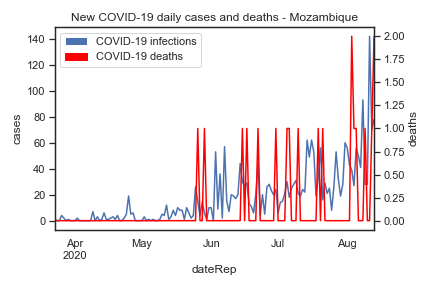 New COVID-19 daily cases and deaths - Mozambique
COVID-19 infections
COVID-19 deaths
cases
140
120
100
80
60
40
20
0
deaths
2.00
1.75
1.50
1.25
1.00
0.75
0.50
0.25
0.00
Apr
2020
May
Jun
Jul
Aug
dateRep